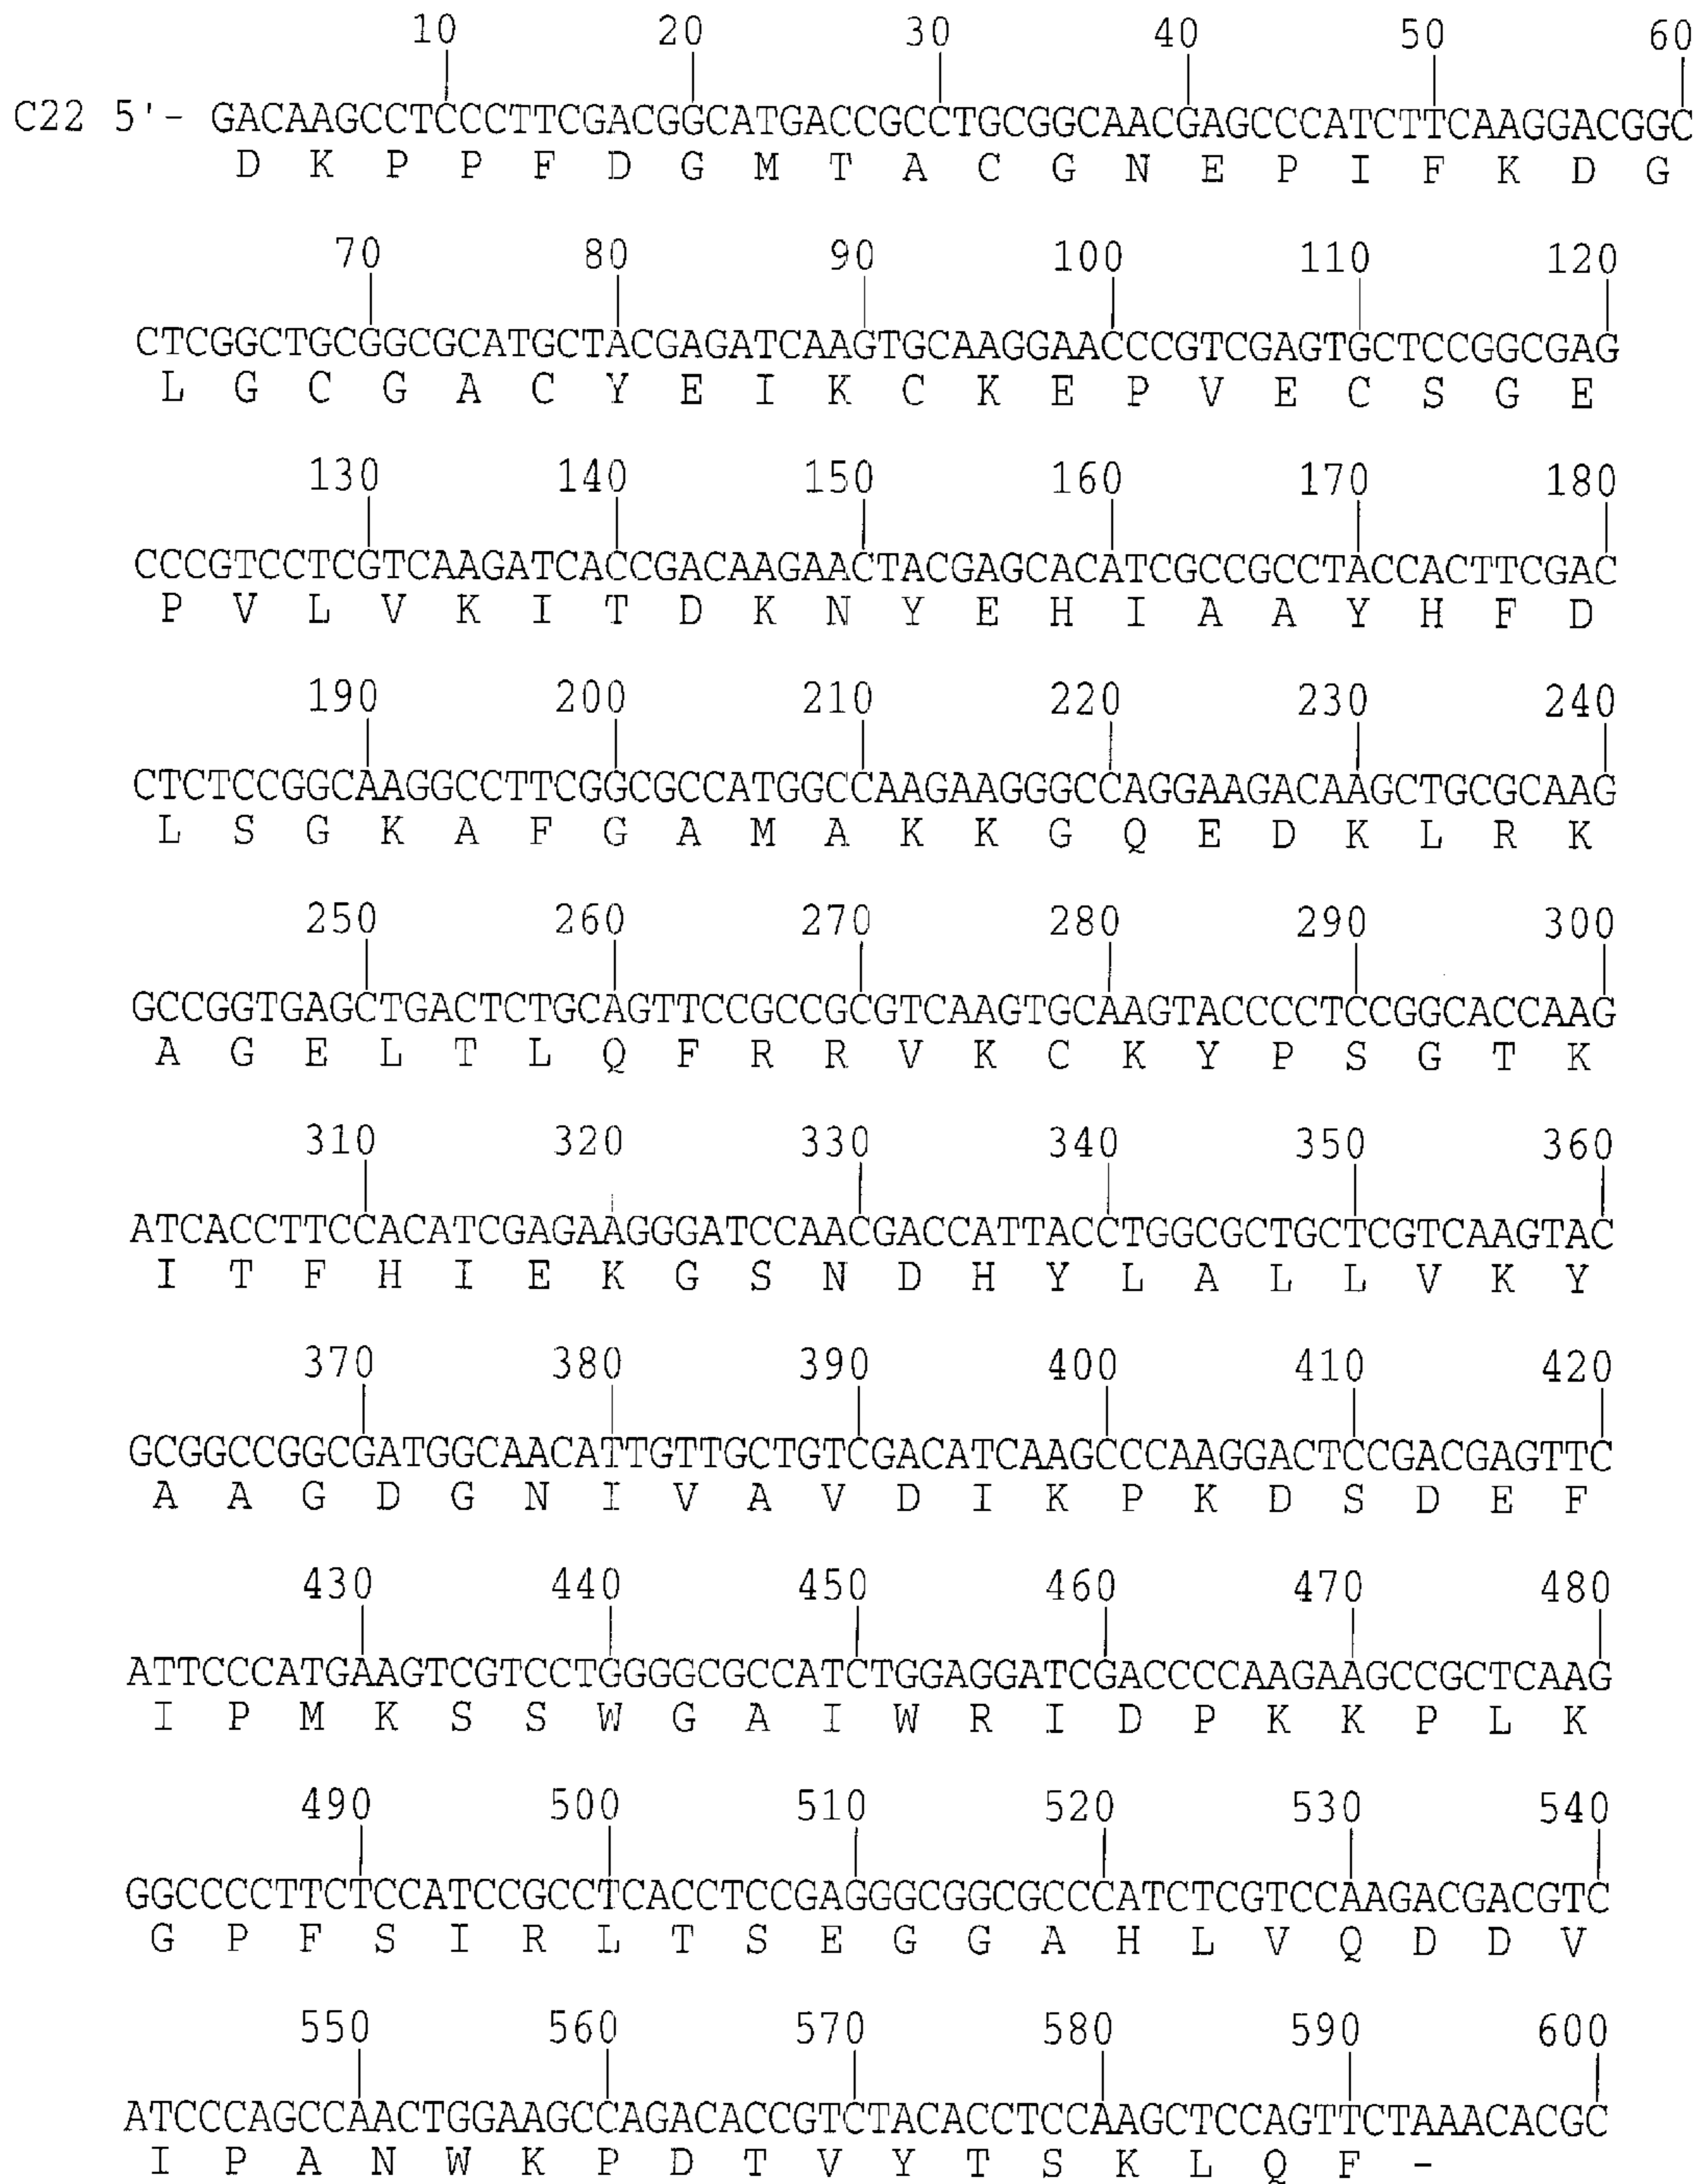 10 20 30 40 50 60
C22 5'- GACAAGCCTCCCTTCGACGGCATGACCGCCTGCGGCAACGAGCCCATCTTCAAGGACGGC
D K P P F D G M T A C G N E P I F K D G
70 80 90 100 110 120
CTCGGCTGCGGCGCATGCTACGAGATCAAGTGCAAGGAACCCGTCGAGTGCTCCGGCGAG
L G C G A C Y E I K C K E P V E C S G E
130 140 150 160 170 180
CCCGTCCTCGTCAAGATCACCGACAAGAACTACGAGCACATCGCCGCCTACCACTTCGAC
P V L V K I T D K N Y E H I A A Y H F D
190 200 210 220 230 240
CTCTCCGGCAAGGCCTTCGGCGCCATGGCCAAGAAGGGCCAGGAAGACAAGCTGCGCAAG
L S G K A F G A M A K K G Q E D K L R K
250 260 270 280 290 300
GCCGGTGAGCTGACTCTGCAGTTCCGCCGCGTCAAGTGCAAGTACCCCTCCGGCACCAAG
A G E L T L Q F R R V K C K Y P S G T K
310 320 330 340 350 360
ATCACCTTCCACATCGAGAAGGGATCCAACGACCATTACCTGGCGCTGCTCGTCAAGTAC
I T F H I E K G S N D H Y L A L L V K Y
370 380 390 400 410 420
GCGGCCGGCGATGGCAACATTGTTGCTGTCGACATCAAGCCCAAGGACTCCGACGAGTTC
A A G D G N I V A V D I K P K D S D E F
430 440 450 460 470 480
ATTCCCATGAAGTCGTCCTGGGGCGCCATCTGGAGGATCGACCCCAAGAAGCCGCTCAAG
I P M K S S W G A I W R I D P K K P L K
490 500 510 520 530 540
GGCCCCTTCTCCATCCGCCTCACCTCCGAGGGCGGCGCCCATCTCGTCCAAGACGACGTC
G P F S I R L T S E G G A H L V Q D D V
550 560 570 580 590 600
ATCCCAGCCAACTGGAAGCCAGACACCGTCTACACCTCCAAGCTCCAGTTCTAAACACGC
I P A N W K P D T V Y T S K L Q F -